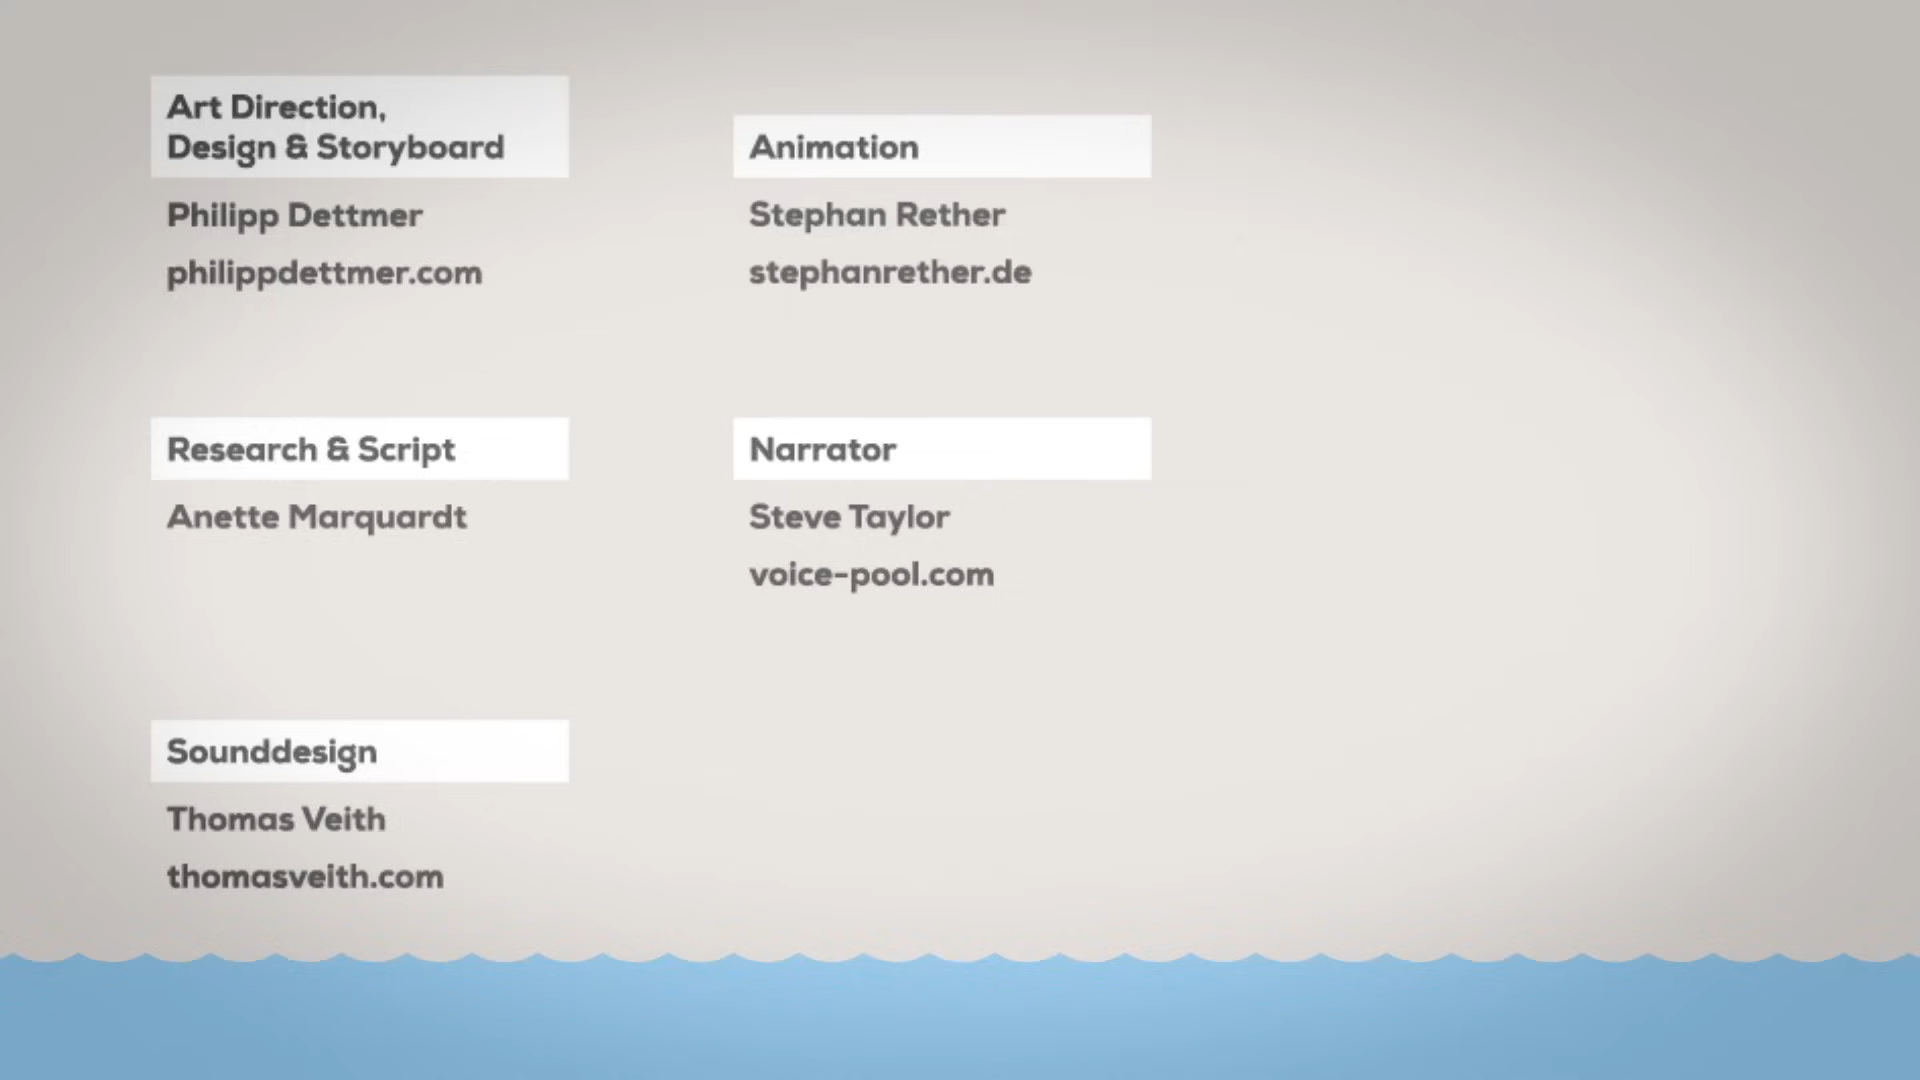 Art Direction,
Design & Storyboard
Philipp Dettmer
philippdettmer.com
Animation
Stephan Rether
stephanrether.de
Research & Script
Anette Marquardt
Narrator
Steve Taylor
voice-pool.com
Sounddesign
Thomas Veith
thomasveith.com